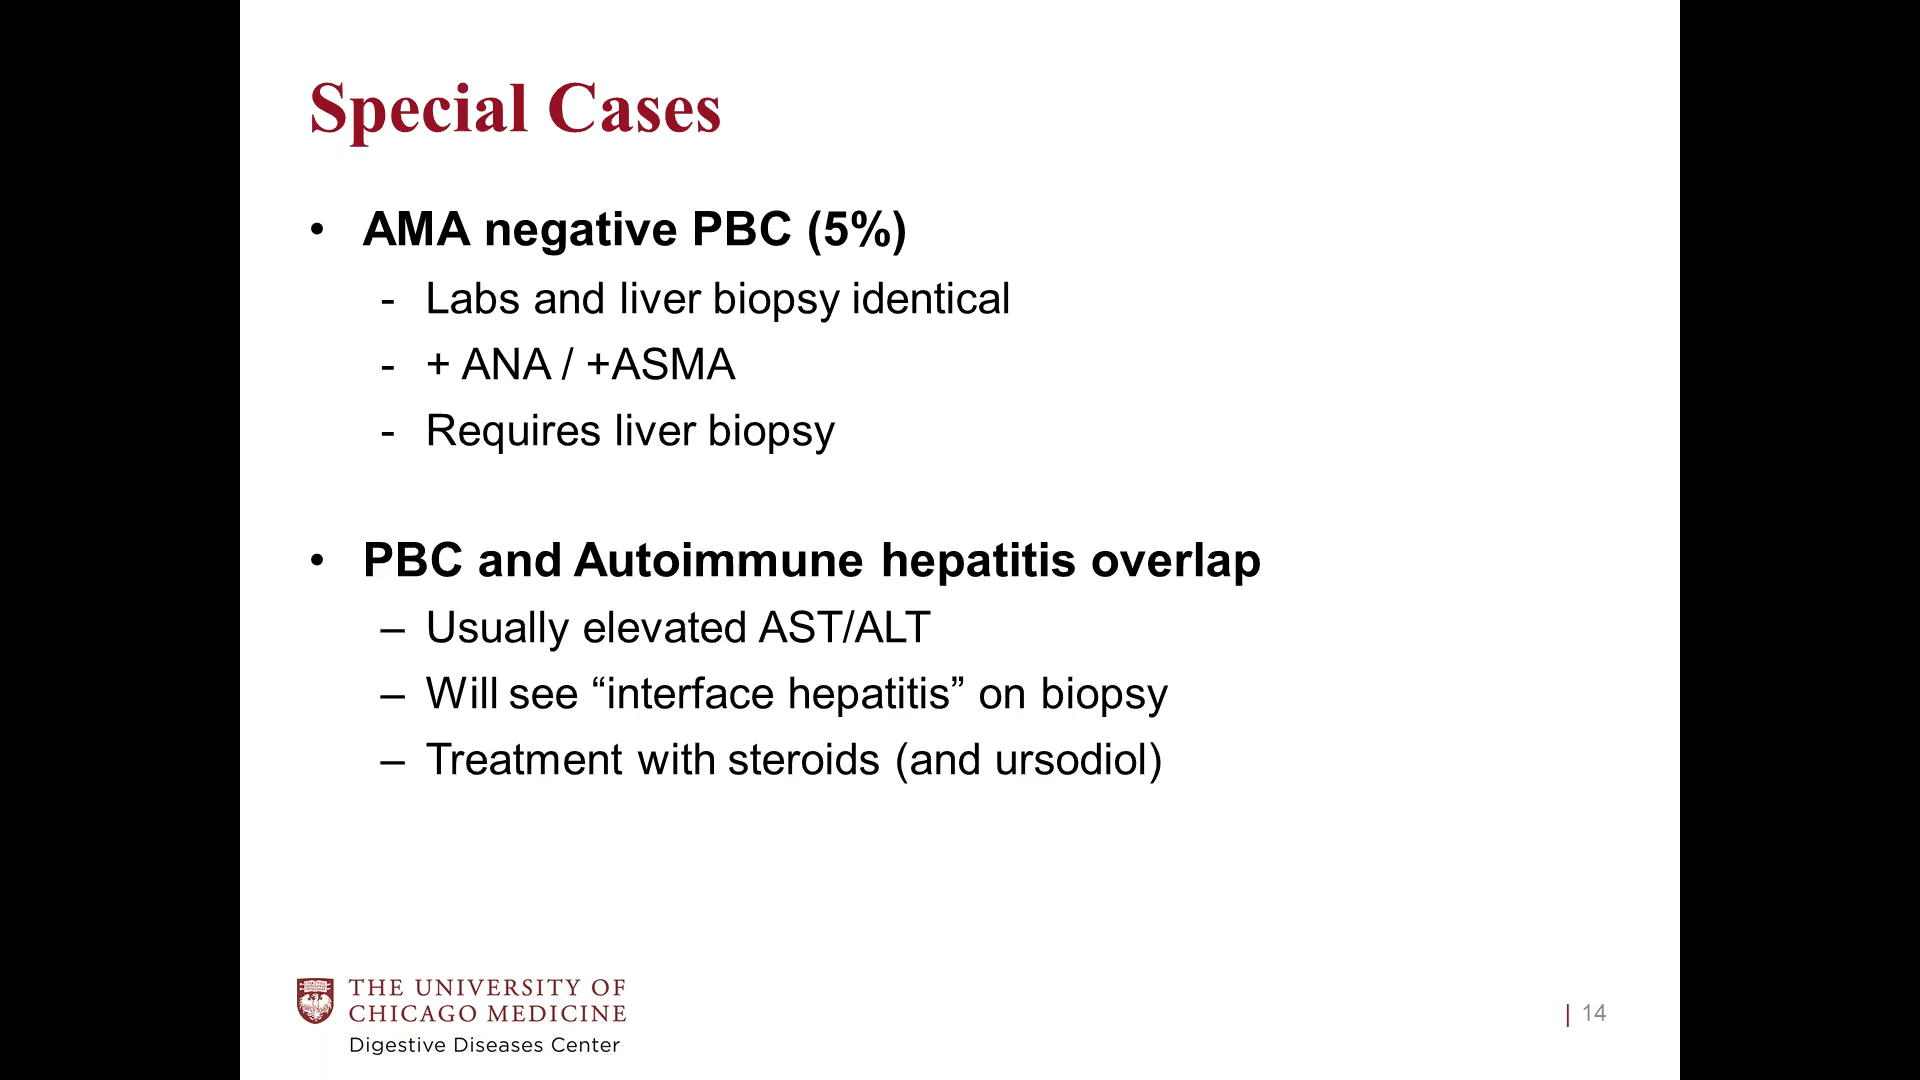 Special Cases
• AMA negative PBC (5%)
- Labs and liver biopsy identical
- + ANA / +ASMA
- Requires liver biopsy
• PBC and Autoimmune hepatitis overlap
– Usually elevated AST/ALT
– Will see “interface hepatitis” on biopsy
– Treatment with steroids (and ursodiol)
THE UNIVERSITY OF
CHICAGO MEDICINE
Digestive Diseases Center
| 14